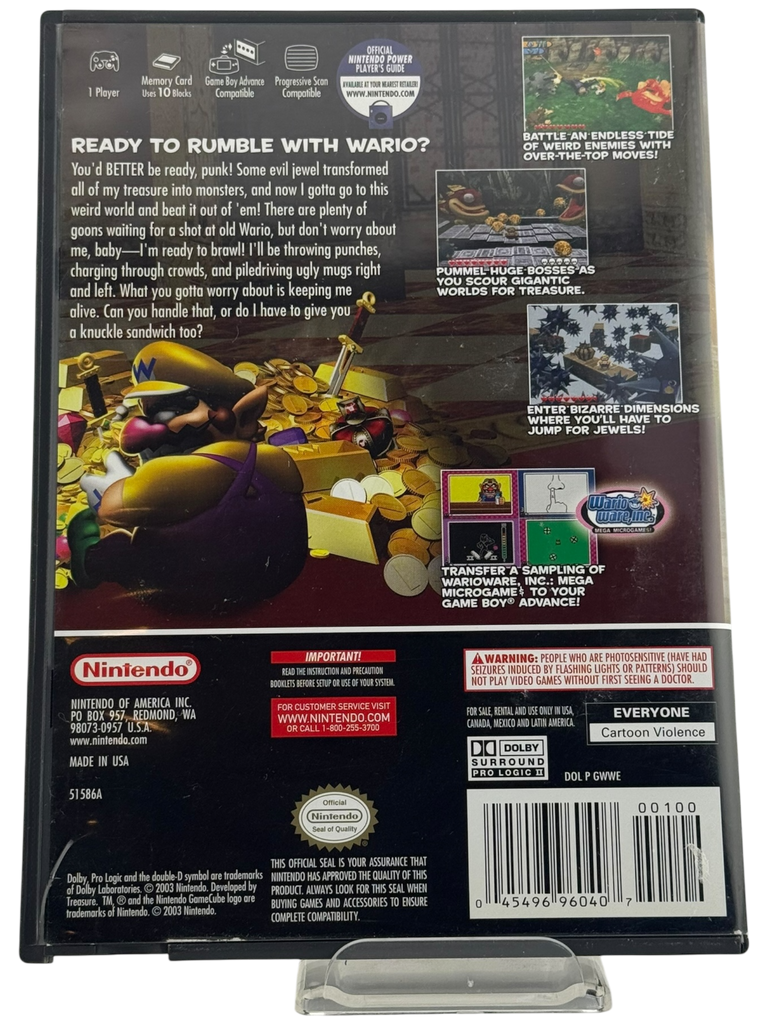 1 Player
Memory Card
Uses 10 Blocks
Game Boy Advance
Compatible
Progressive Scan
Compatible
OFFICIAL
NINTENDO POWER
PLAYER'S GUIDE
AVAILABLE AT YOUR NEAREST RETAILER!
WWW.NINTENDO.COM
READY TO RUMBLE WITH WARIO?
You'd BETTER be ready, punk! Some evil jewel transformed
all of my treasure into monsters, and now I gotta go to this
weird world and beat it out of 'em! There are plenty of
goons waiting for a shot at old Wario, but don't worry about
me, baby—I'm ready to brawl! I'll be throwing punches,
charging through crowds, and piledriving ugly mugs right
and left. What you gotta worry about is keeping me
alive. Can you handle that, or do I have to give you
a knuckle sandwich too?
BATTLE AN ENDLESS TIDE
OF WEIRD ENEMIES WITH
OVER-THE-TOP MOVES!
PUMMEL HUGE BOSSES AS
YOU SCOUR GIGANTIC
WORLDS FOR TREASURE.
ENTER BIZARRE DIMENSIONS
WHERE YOU'LL HAVE TO
JUMP FOR JEWELS!
W
Wario
Ware, Inc.
MEGA MICROGAME$!
TRANSFER A SAMPLING OF
WARIOWARE, INC.: MEGA
MICROGAME$ TO YOUR
GAME BOY® ADVANCE!
Nintendo®
NINTENDO OF AMERICA INC.
PO BOX 957, REDMOND, WA
98073-0957 U.S.A.
www.nintendo.com
MADE IN USA
51586A
IMPORTANT!
READ THE INSTRUCTION AND PRECAUTION
BOOKLETS BEFORE SETUP OR USE OF YOUR SYSTEM.
FOR CUSTOMER SERVICE VISIT
WWW.NINTENDO.COM
OR CALL 1-800-255-3700
WARNING: PEOPLE WHO ARE PHOTOSENSITIVE (HAVE HAD
SEIZURES INDUCED BY FLASHING LIGHTS OR PATTERNS) SHOULD
NOT PLAY VIDEO GAMES WITHOUT FIRST SEEING A DOCTOR.
FOR SALE, RENTAL AND USE ONLY IN USA,
CANADA, MEXICO AND LATIN AMERICA.
EVERYONE
Cartoon Violence
DOLBY
SURROUND
PRO LOGIC II
DOL P GWWE
Official
Nintendo
Seal of Quality
THIS OFFICIAL SEAL IS YOUR ASSURANCE THAT
NINTENDO HAS APPROVED THE QUALITY OF THIS
PRODUCT. ALWAYS LOOK FOR THIS SEAL WHEN
BUYING GAMES AND ACCESSORIES TO ENSURE
COMPLETE COMPATIBILITY.
Dolby, Pro Logic and the double-D symbol are trademarks
of Dolby Laboratories. © 2003 Nintendo. Developed by
Treasure. TM, ® and the Nintendo GameCube logo are
trademarks of Nintendo. © 2003 Nintendo.
00100
0 45496 96040 7